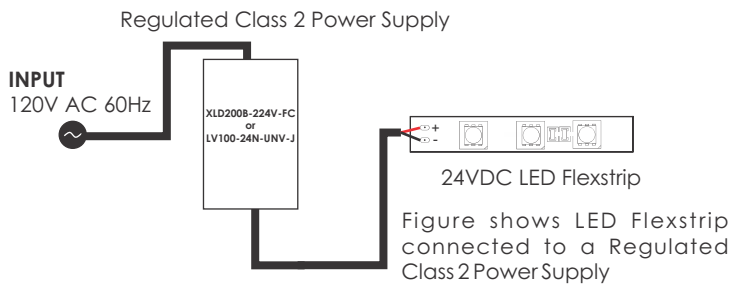 Regulated Class 2 Power Supply
INPUT
120V AC 60Hz
XLD200B-224V-FC
or
LV100-24N-UNV-J
+
-
24VDC LED Flexstrip
Figure shows LED Flexstrip
connected to a Regulated
Class 2 Power Supply